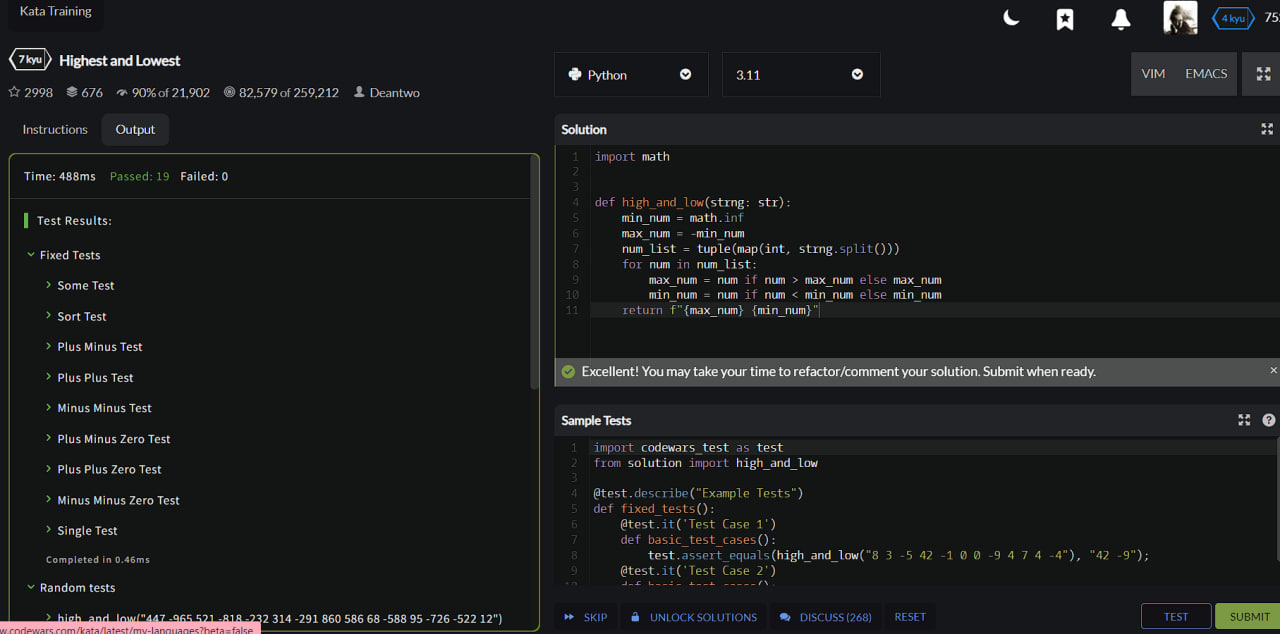 Kata Training
4 kyu
7 kyu Highest and Lowest
2998 676 90% of 21,902 82,579 of 259,212 Deantwo
Instructions Output
Time: 488ms Passed: 19 Failed: 0
Test Results:
Fixed Tests
Some Test
Sort Test
Plus Minus Test
Plus Plus Test
Minus Minus Test
Plus Minus Zero Test
Plus Plus Zero Test
Minus Minus Zero Test
Single Test
Completed in 0.46ms
Random tests
high_and_low("447 -965 521 -818 -232 314 -291 860 586 68 -588 95 -726 -522 12")
w.codewars.com/kata/latest/my-languages?beta=false
Python 3.11 VIM EMACS
Solution
1 import math
2
3
4 def high_and_low(strng: str):
5 min_num = math.inf
6 max_num = -min_num
7 num_list = tuple(map(int, strng.split()))
8 for num in num_list:
9 max_num = num if num > max_num else max_num
10 min_num = num if num < min_num else min_num
11 return f"{max_num} {min_num}"
Excellent! You may take your time to refactor/comment your solution. Submit when ready.
Sample Tests
1 import codewars_test as test
2 from solution import high_and_low
3
4 @test.describe("Example Tests")
5 def fixed_tests():
6 @test.it('Test Case 1')
7 def basic_test_cases():
8 test.assert_equals(high_and_low("8 3 -5 42 -1 0 0 -9 4 7 4 -4"), "42 -9");
9 @test.it('Test Case 2')
10 def basic_test_cases():
SKIP UNLOCK SOLUTIONS DISCUSS (268) RESET TEST SUBMIT